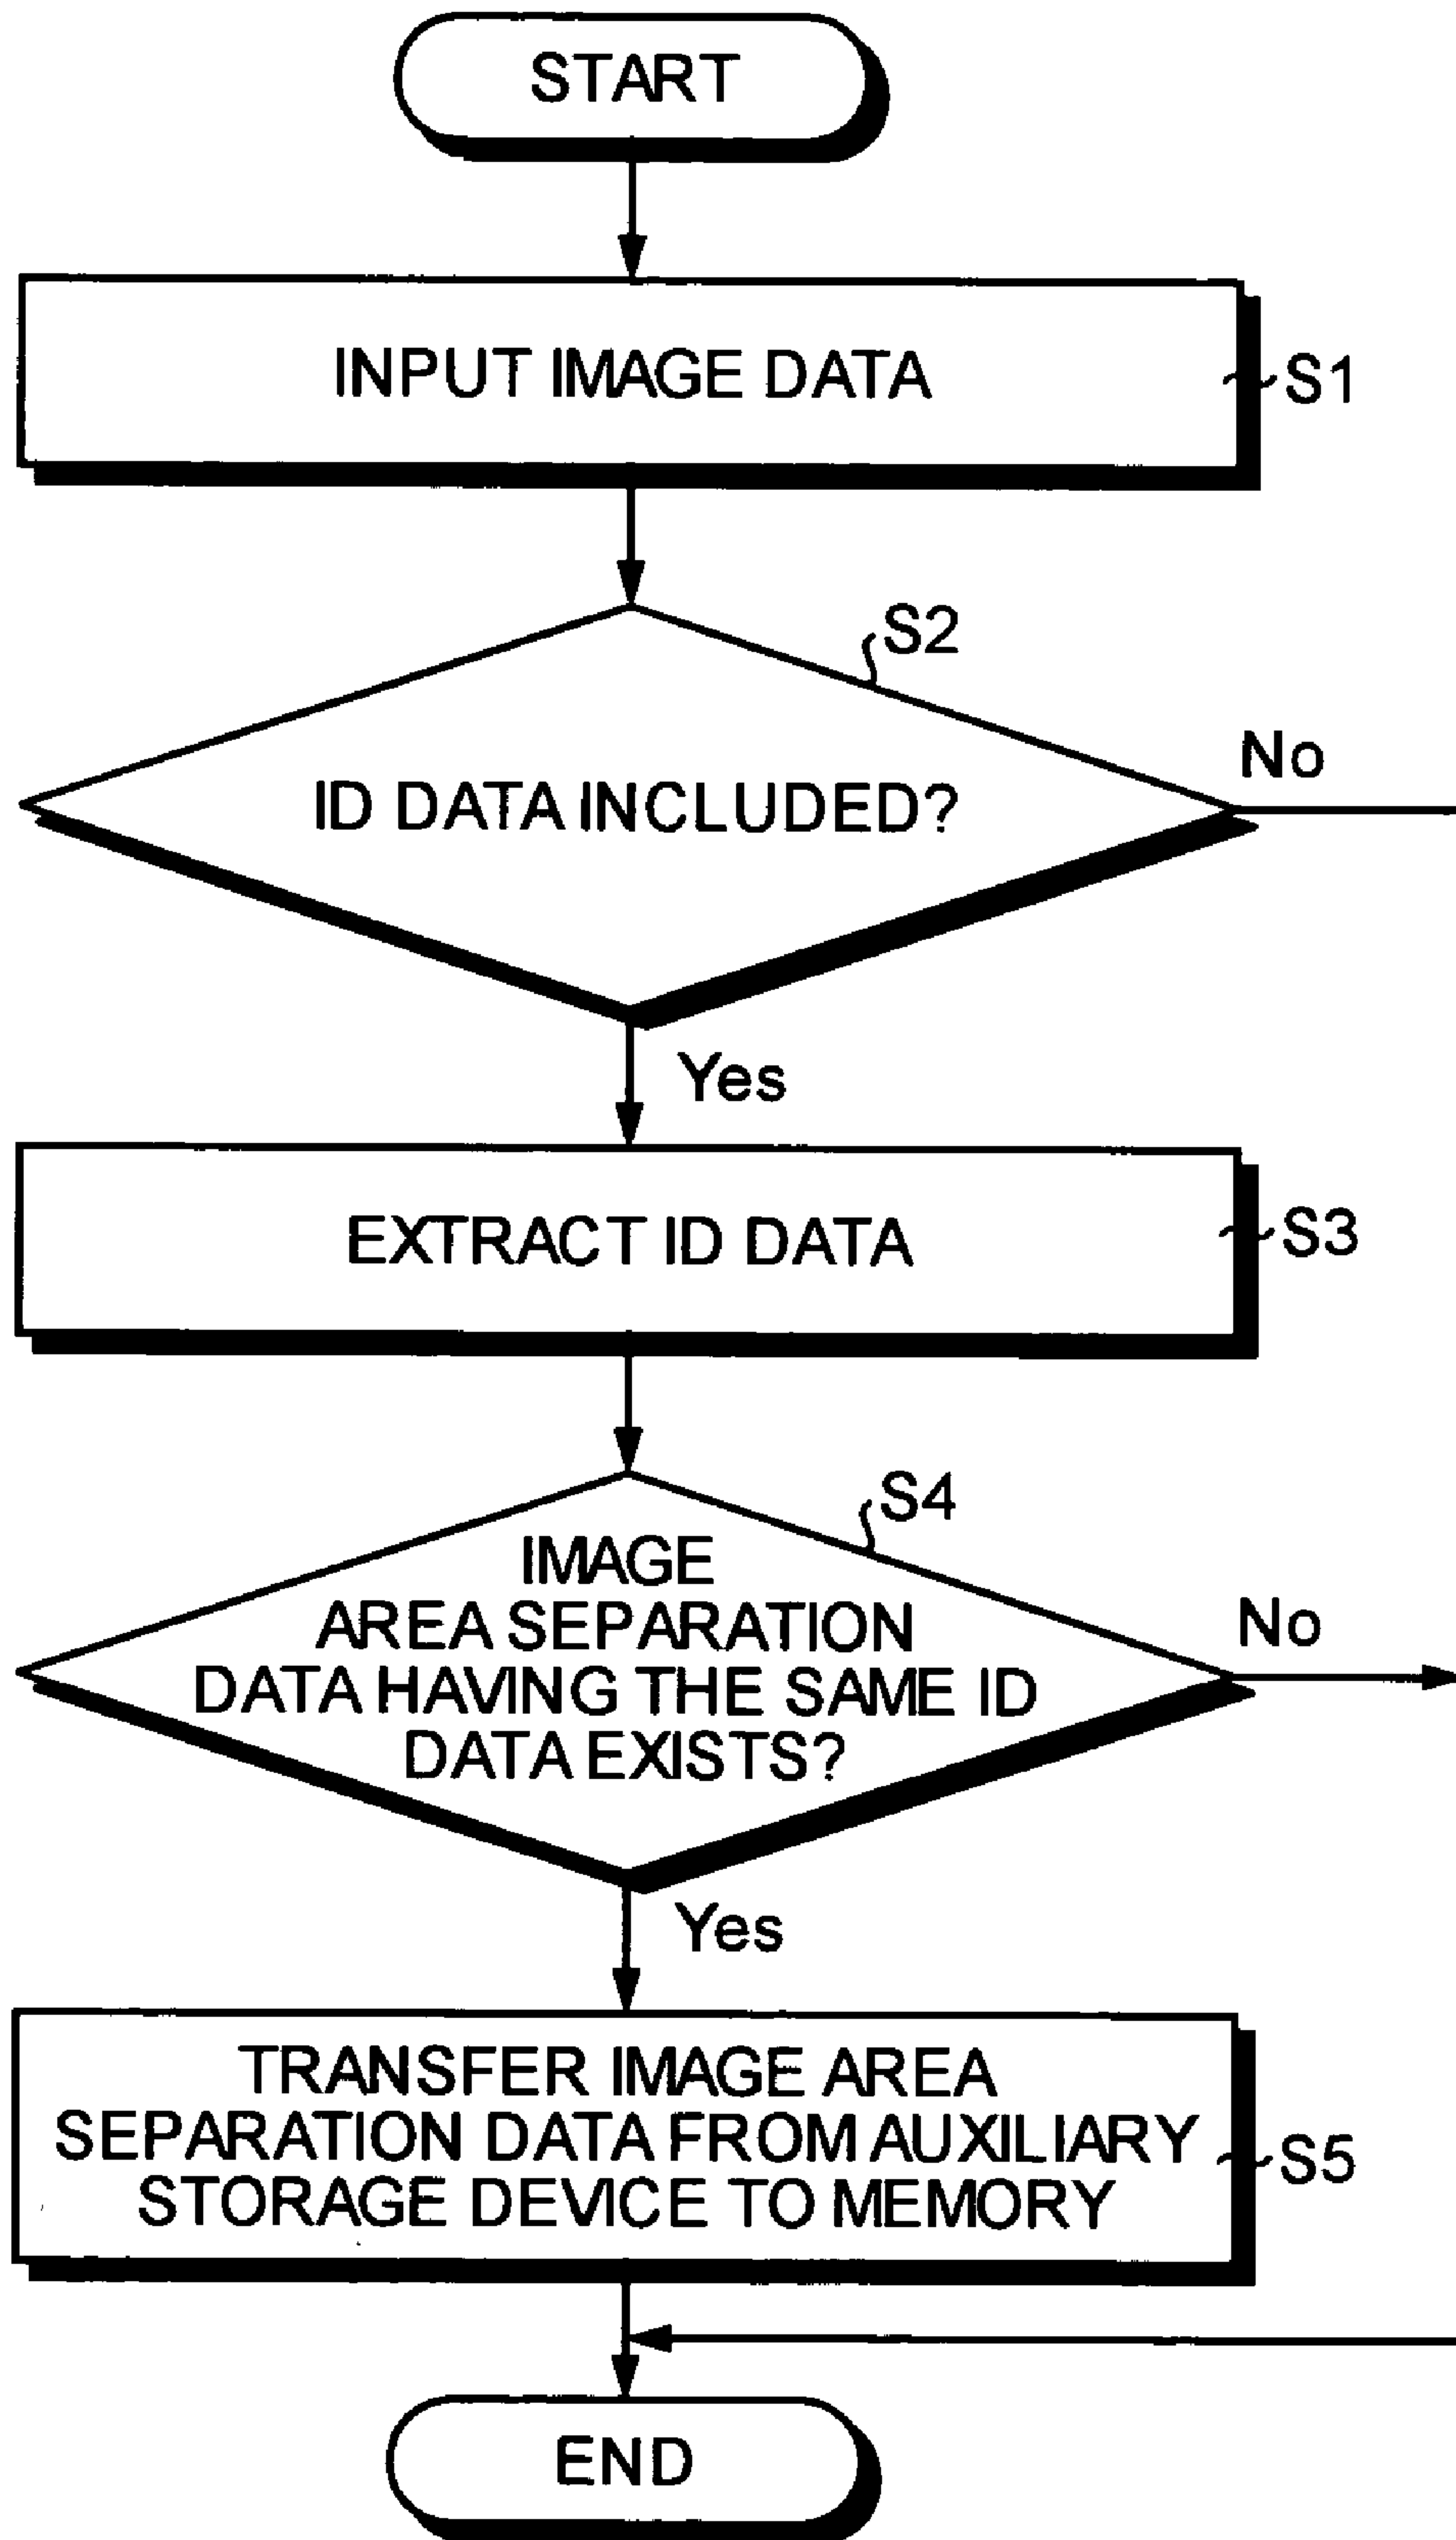 START
INPUT IMAGE DATA
S1
S2
ID DATA INCLUDED?
No
Yes
EXTRACT ID DATA
S3
S4
IMAGE
AREA SEPARATION
DATA HAVING THE SAME ID
DATA EXISTS?
No
Yes
TRANSFER IMAGE AREA
SEPARATION DATA FROM AUXILIARY
STORAGE DEVICE TO MEMORY
S5
END